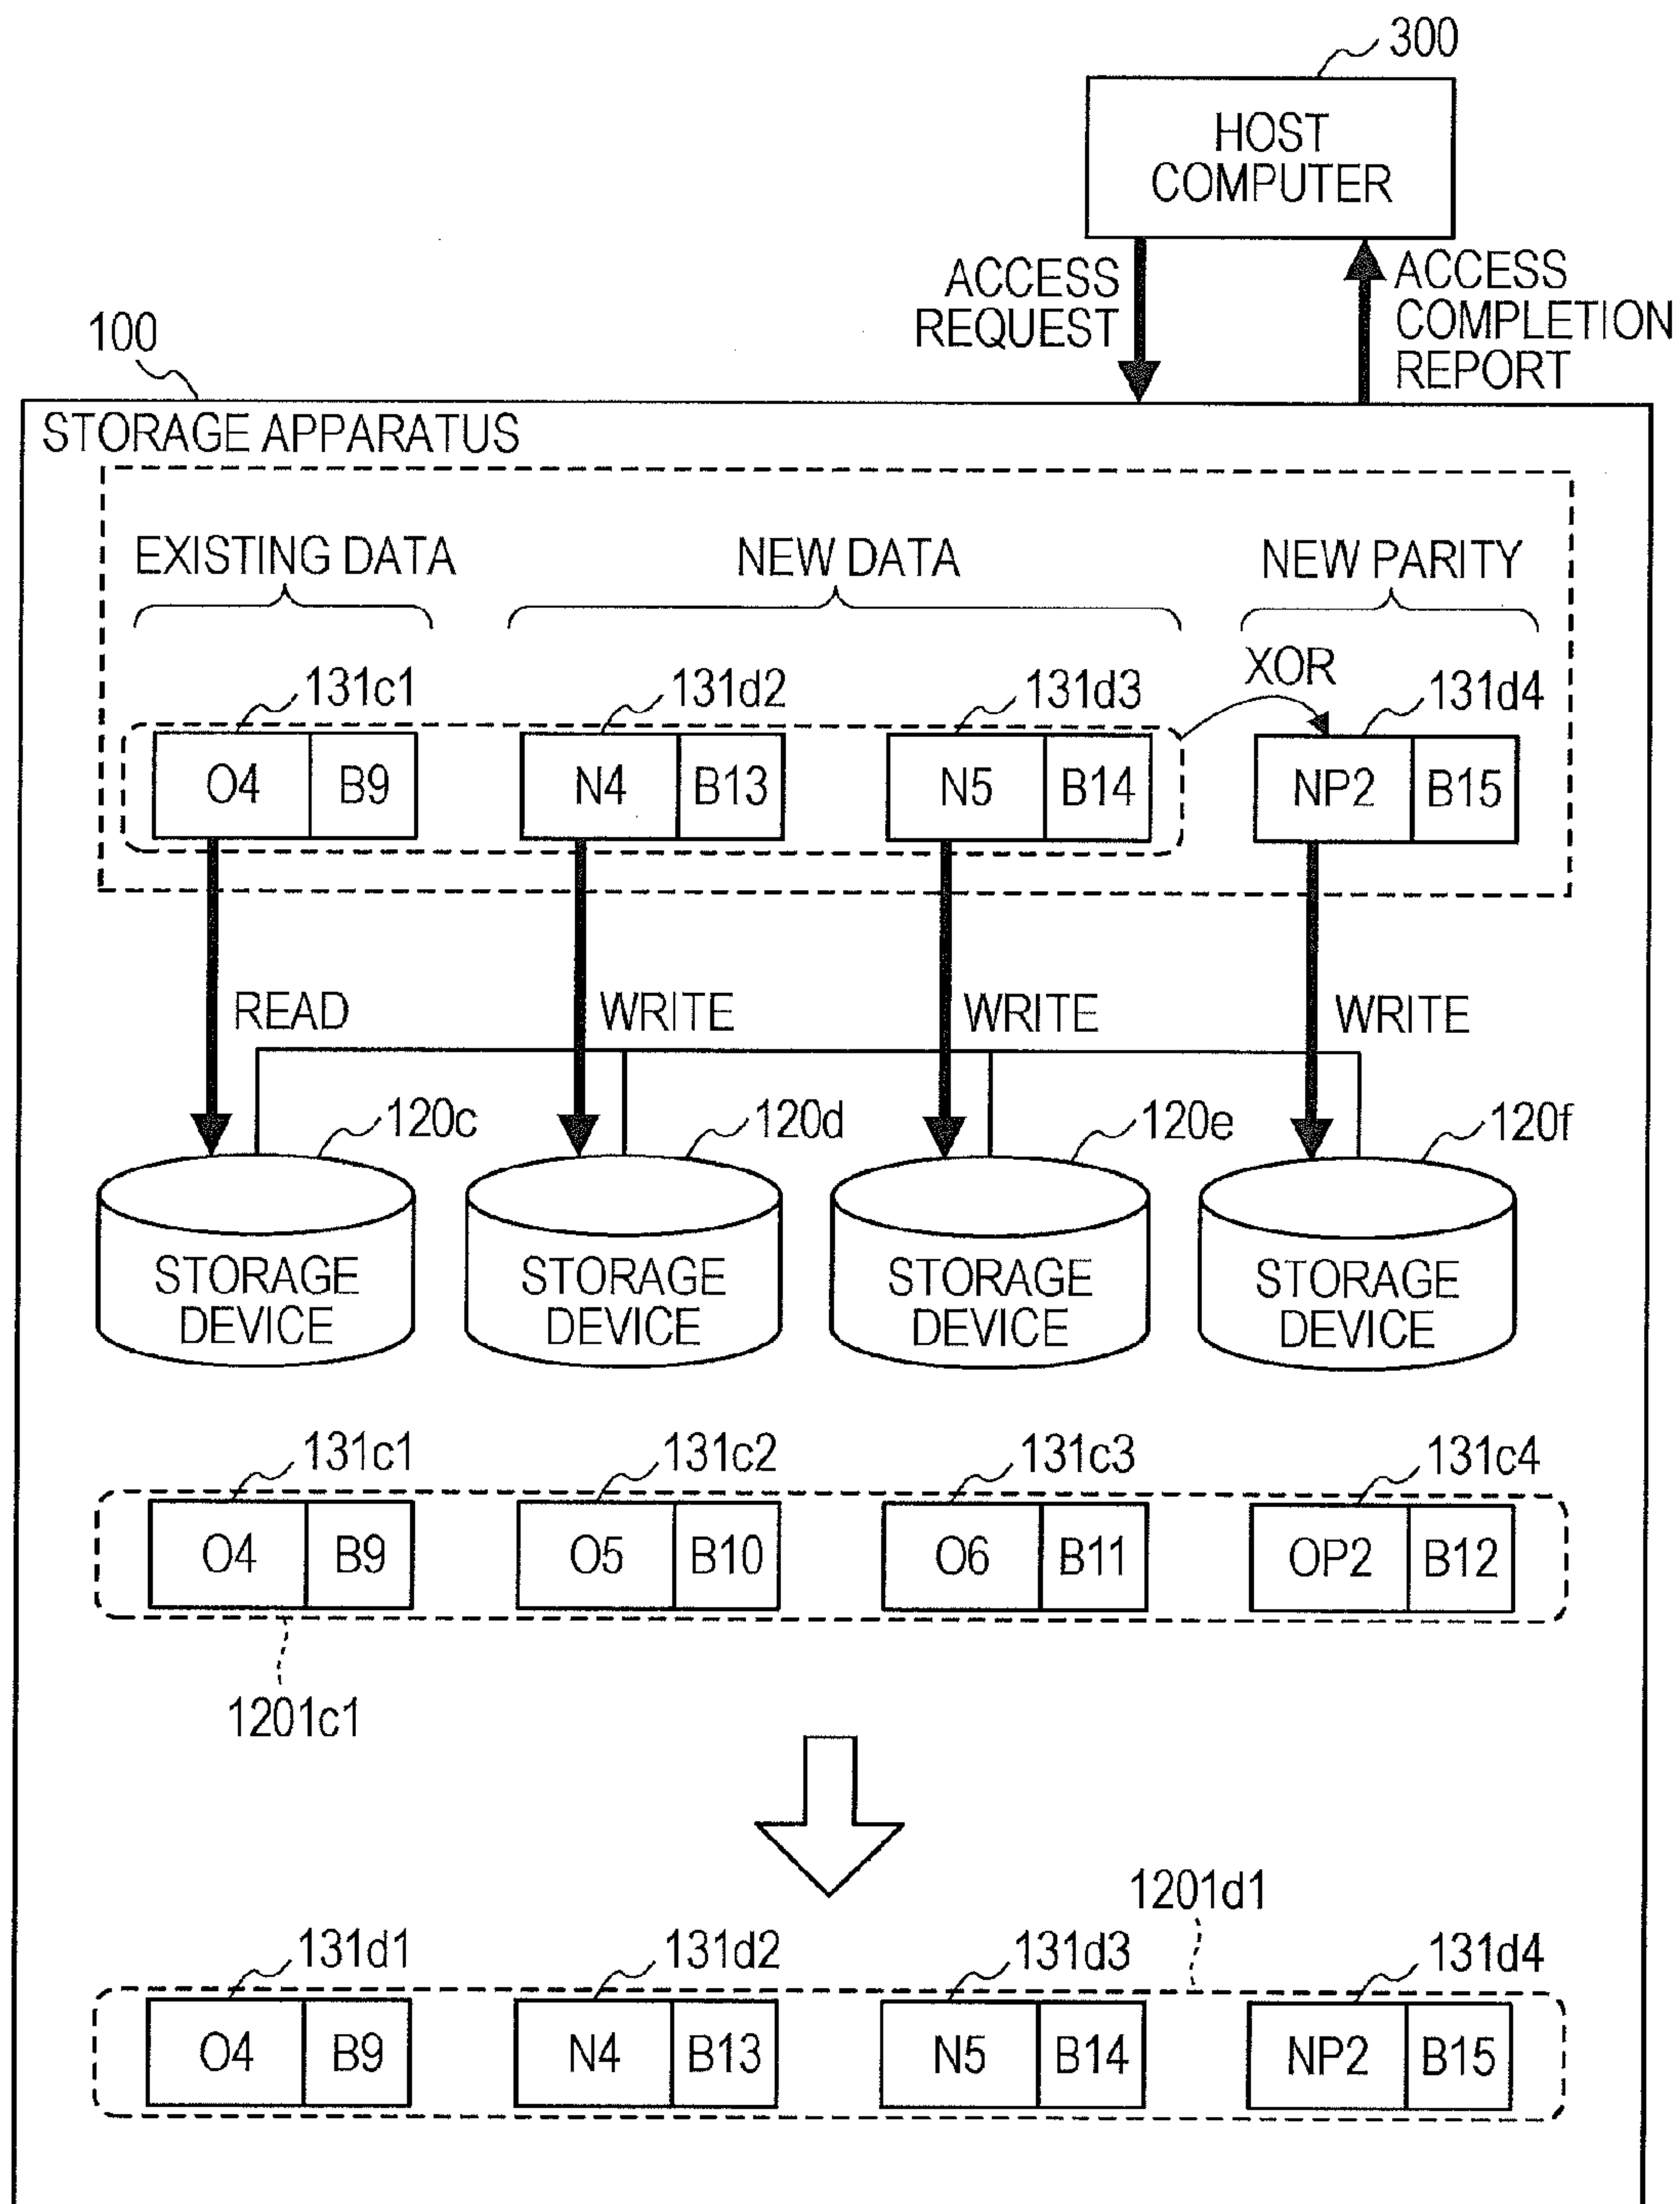 300
HOST
COMPUTER
ACCESS
REQUEST
ACCESS
COMPLETION
REPORT
100
STORAGE APPARATUS
EXISTING DATA
NEW DATA
NEW PARITY
131c1
131d2
131d3
XOR
131d4
O4 B9
N4 B13
N5 B14
NP2 B15
READ
WRITE
WRITE
WRITE
120c
120d
120e
120f
STORAGE
DEVICE
STORAGE
DEVICE
STORAGE
DEVICE
STORAGE
DEVICE
131c1
131c2
131c3
131c4
O4 B9
O5 B10
O6 B11
OP2 B12
1201c1
1201d1
131d1
131d2
131d3
131d4
O4 B9
N4 B13
N5 B14
NP2 B15